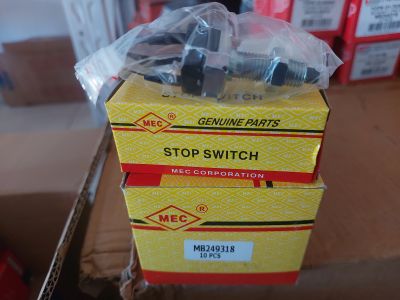 MEC ®
GENUINE PARTS
STOP SWITCH
MEC CORPORATION
MEC ®
MB249318
10 PCS